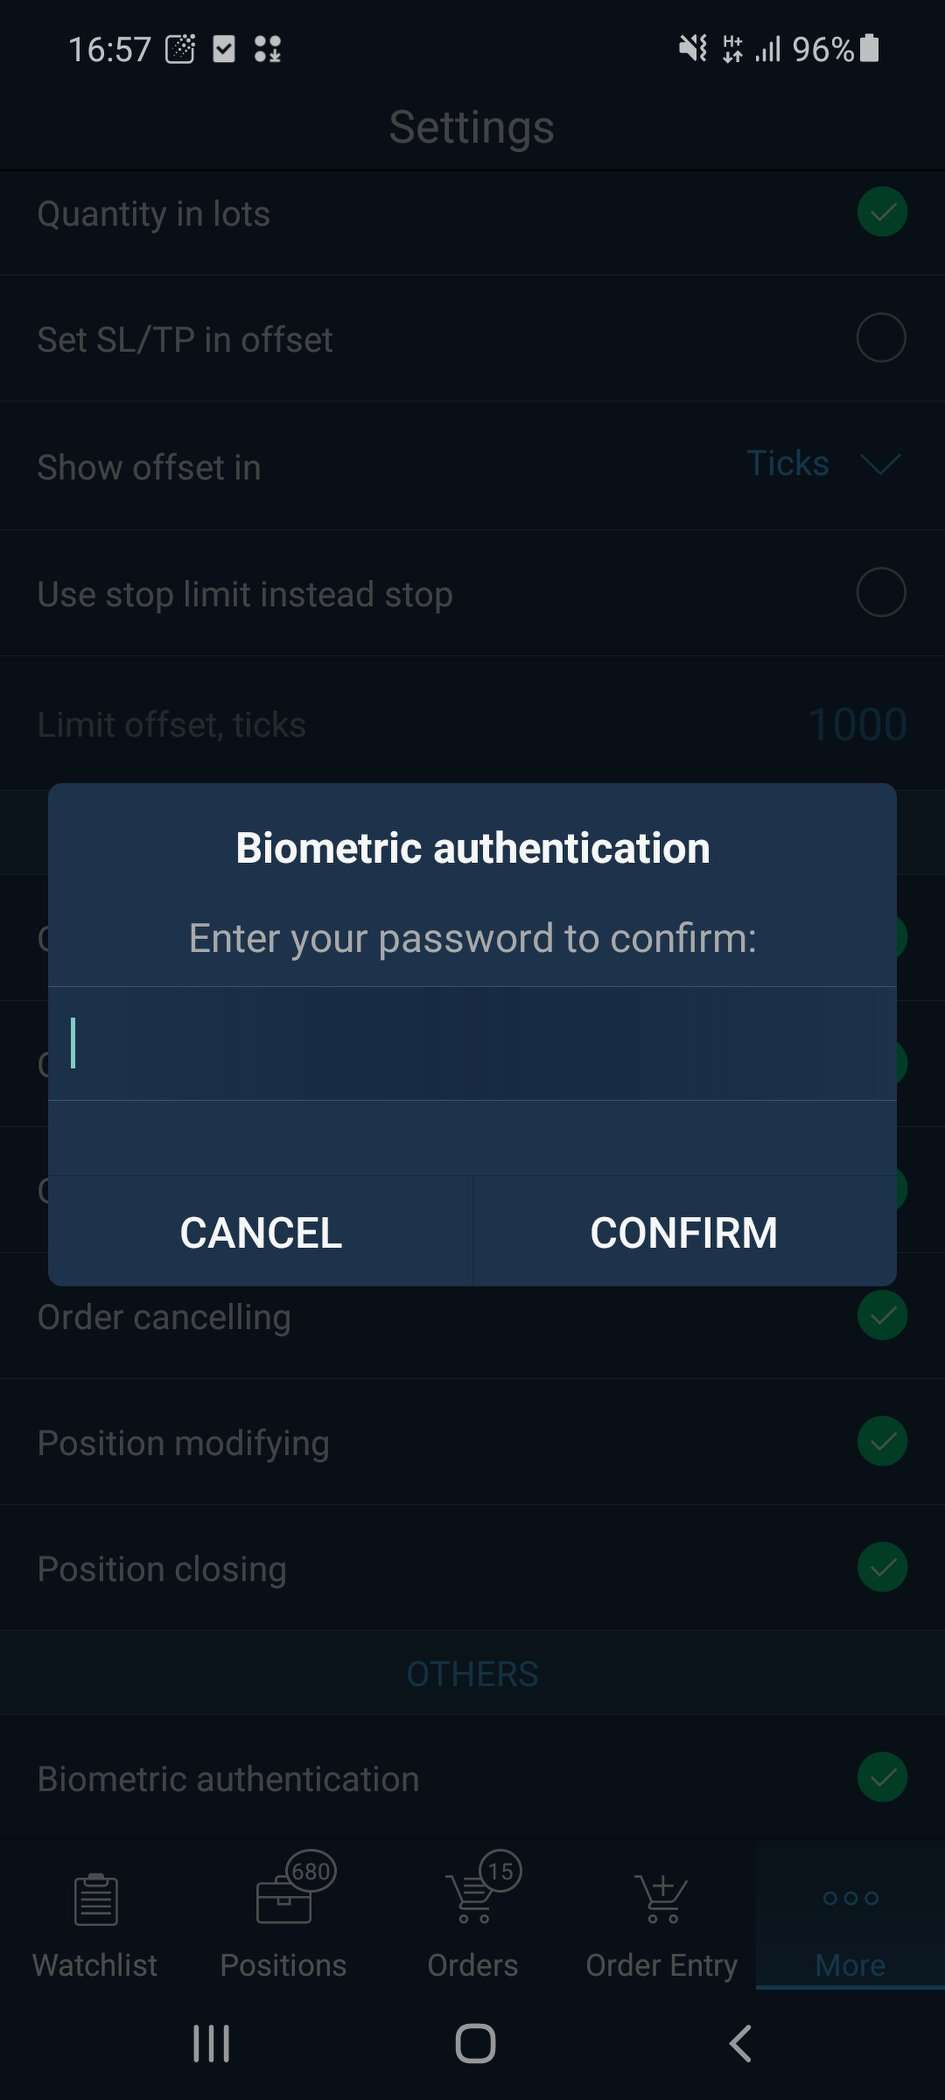 16:57
H+
96%
Settings
Quantity in lots
Set SL/TP in offset
Show offset in
Ticks
Use stop limit instead stop
Limit offset, ticks
1000
Biometric authentication
Enter your password to confirm:
CANCEL
CONFIRM
Order cancelling
Position modifying
Position closing
OTHERS
Biometric authentication
680
15
Watchlist
Positions
Orders
Order Entry
More